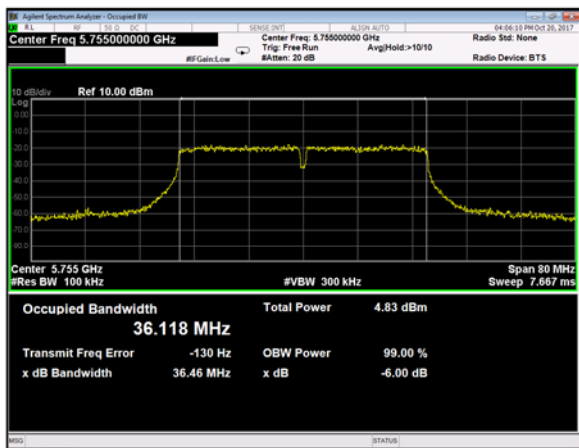 Agilent Spectrum Analyzer - Occupied BW
RL RF 50 Ω DC SENSE:INT ALIGN AUTO 04:06:10 PM Oct 20, 2017
Center Freq 5.755000000 GHz Center Freq: 5.755000000 GHz Radio Std: None
Trig: Free Run Avg|Hold:>10/10
#IFGain:Low #Atten: 20 dB Radio Device: BTS
10 dB/div Ref 10.00 dBm
Log
0.00
-10.0
-20.0
-30.0
-40.0
-50.0
-60.0
-70.0
-80.0
Center 5.755 GHz Span 80 MHz
#Res BW 100 kHz #VBW 300 kHz Sweep 7.667 ms
Occupied Bandwidth Total Power 4.83 dBm
36.118 MHz
Transmit Freq Error -130 Hz OBW Power 99.00 %
x dB Bandwidth 36.46 MHz x dB -6.00 dB
MSG STATUS